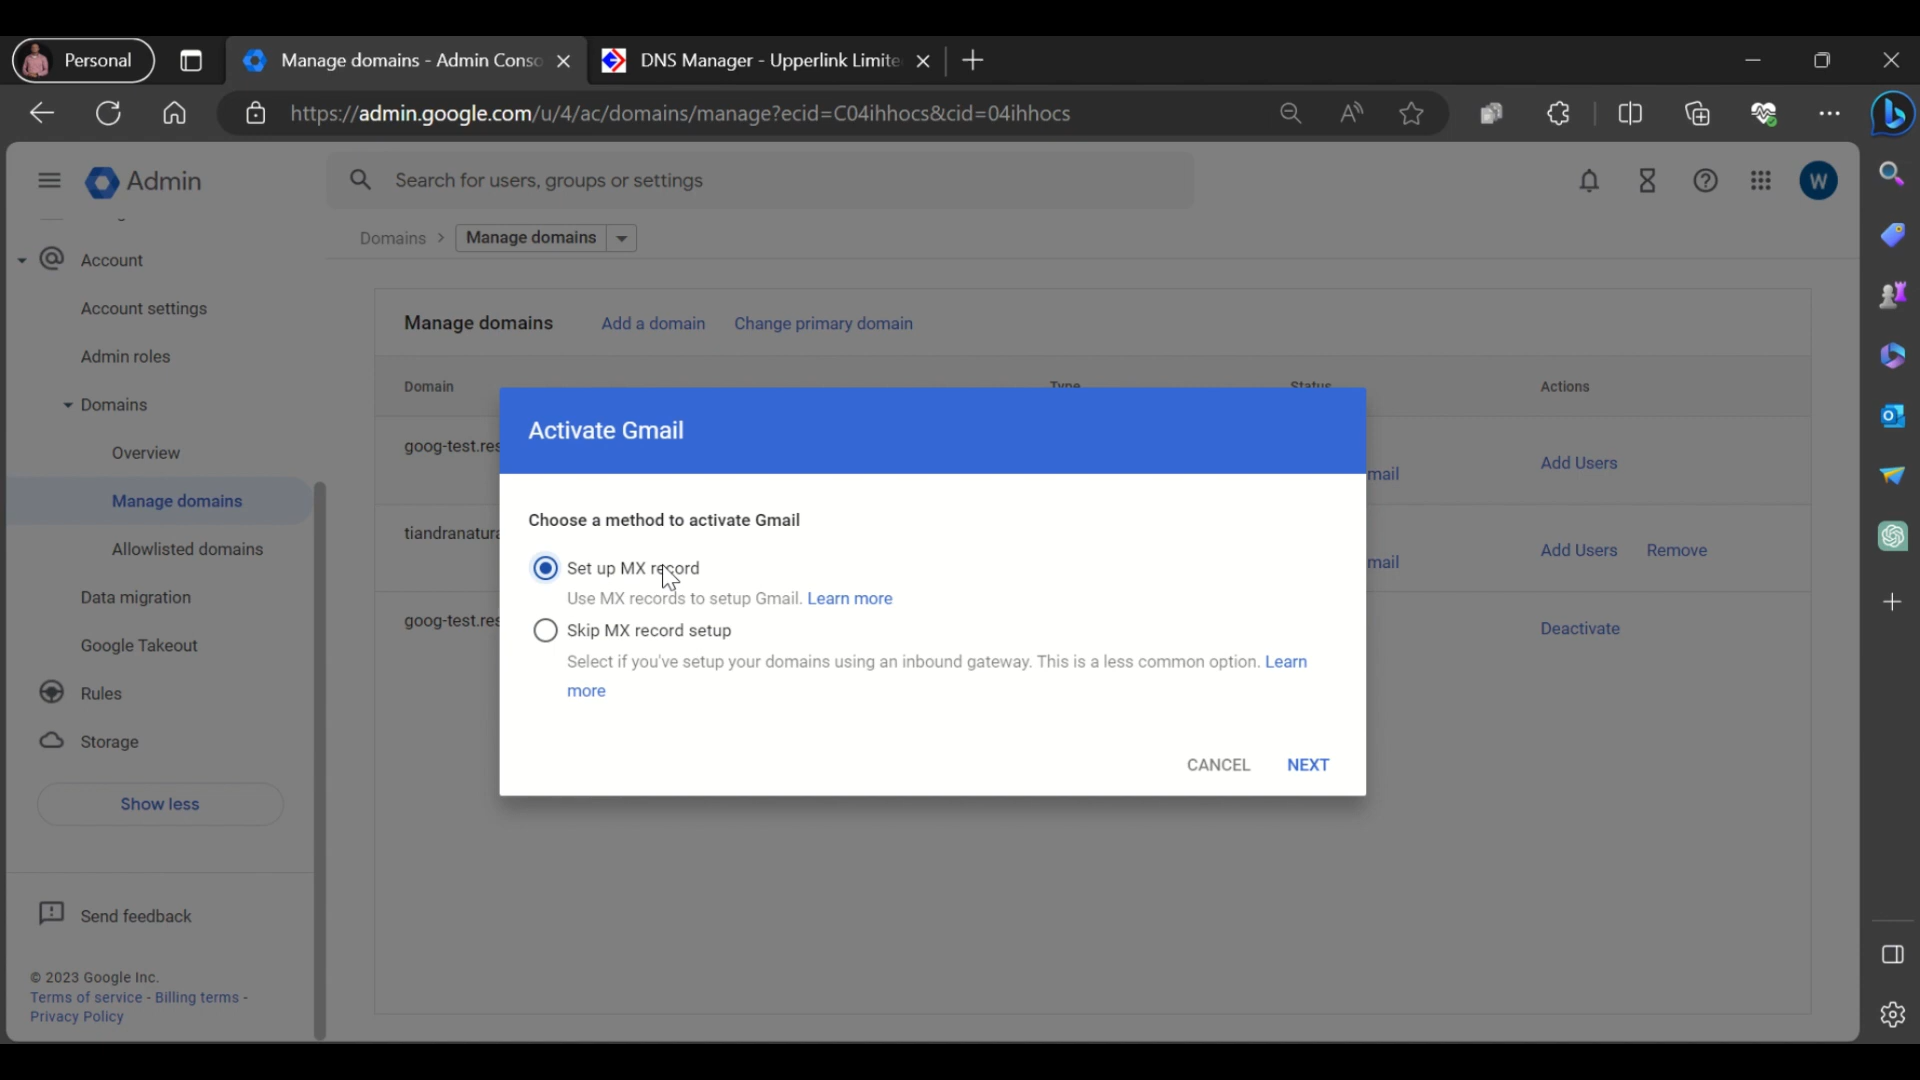 Personal
Manage domains - Admin Conso
DNS Manager - Upperlink Limite
https://admin.google.com/u/4/ac/domains/manage?ecid=C04ihhocs&cid=04ihhocs
Admin
Search for users, groups or settings
W
Domains > Manage domains
Account
Account settings
Admin roles
Domains
Overview
Manage domains
Allowlisted domains
Data migration
Google Takeout
Rules
Storage
Show less
Send feedback
© 2023 Google Inc.
Terms of service - Billing terms -
Privacy Policy
Manage domains Add a domain Change primary domain
Domain Type Status Actions
goog-test.res mail Add Users
tiandranatura mail Add Users Remove
goog-test.res Deactivate
Activate Gmail
Choose a method to activate Gmail
Set up MX record
Use MX records to setup Gmail. Learn more
Skip MX record setup
Select if you've setup your domains using an inbound gateway. This is a less common option. Learn
more
CANCEL NEXT